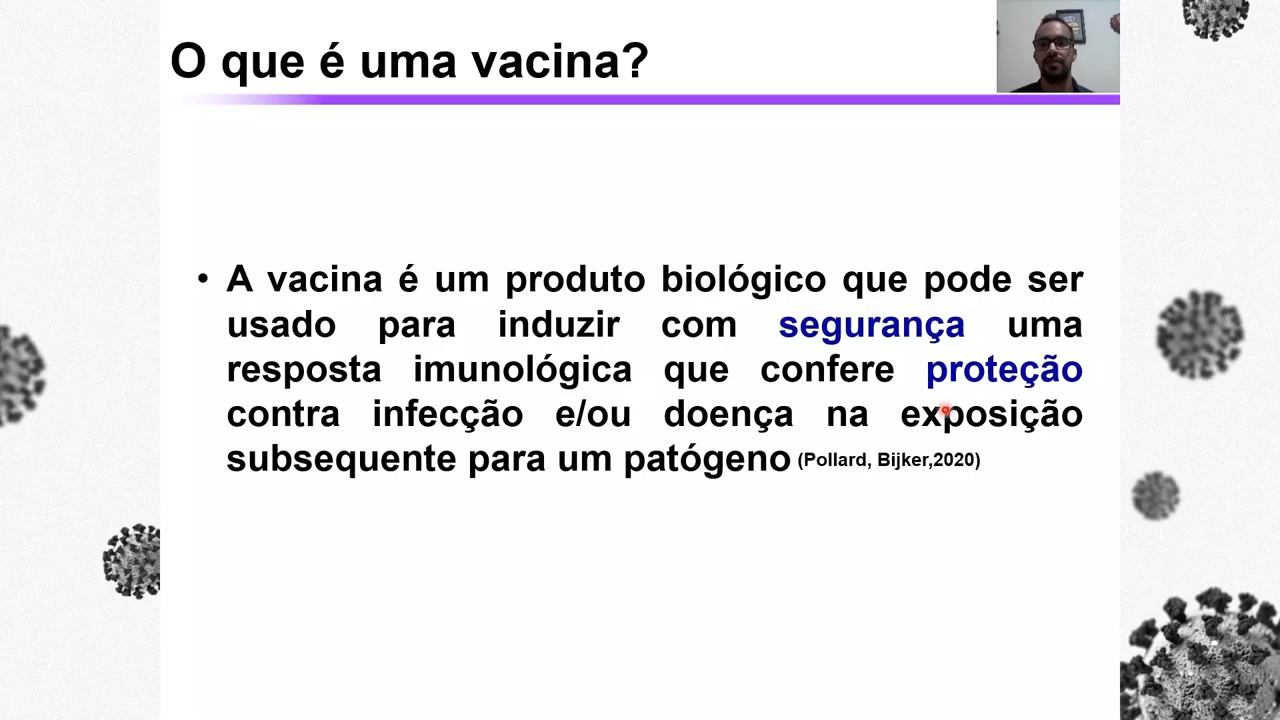 O que é uma vacina?
• A vacina é um produto biológico que pode ser
usado para induzir com segurança uma
resposta imunológica que confere proteção
contra infecção e/ou doença na exposição
subsequente para um patógeno (Pollard, Bijker,2020)